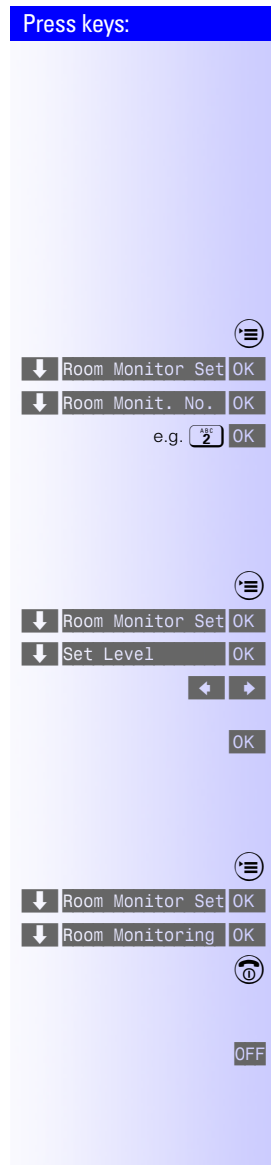 Press keys:
Room Monitor Set OK
Room Monit. No. OK
e.g. ABC 2 OK
Room Monitor Set OK
Set Level OK
OK
Room Monitor Set OK
Room Monitoring OK
OFF